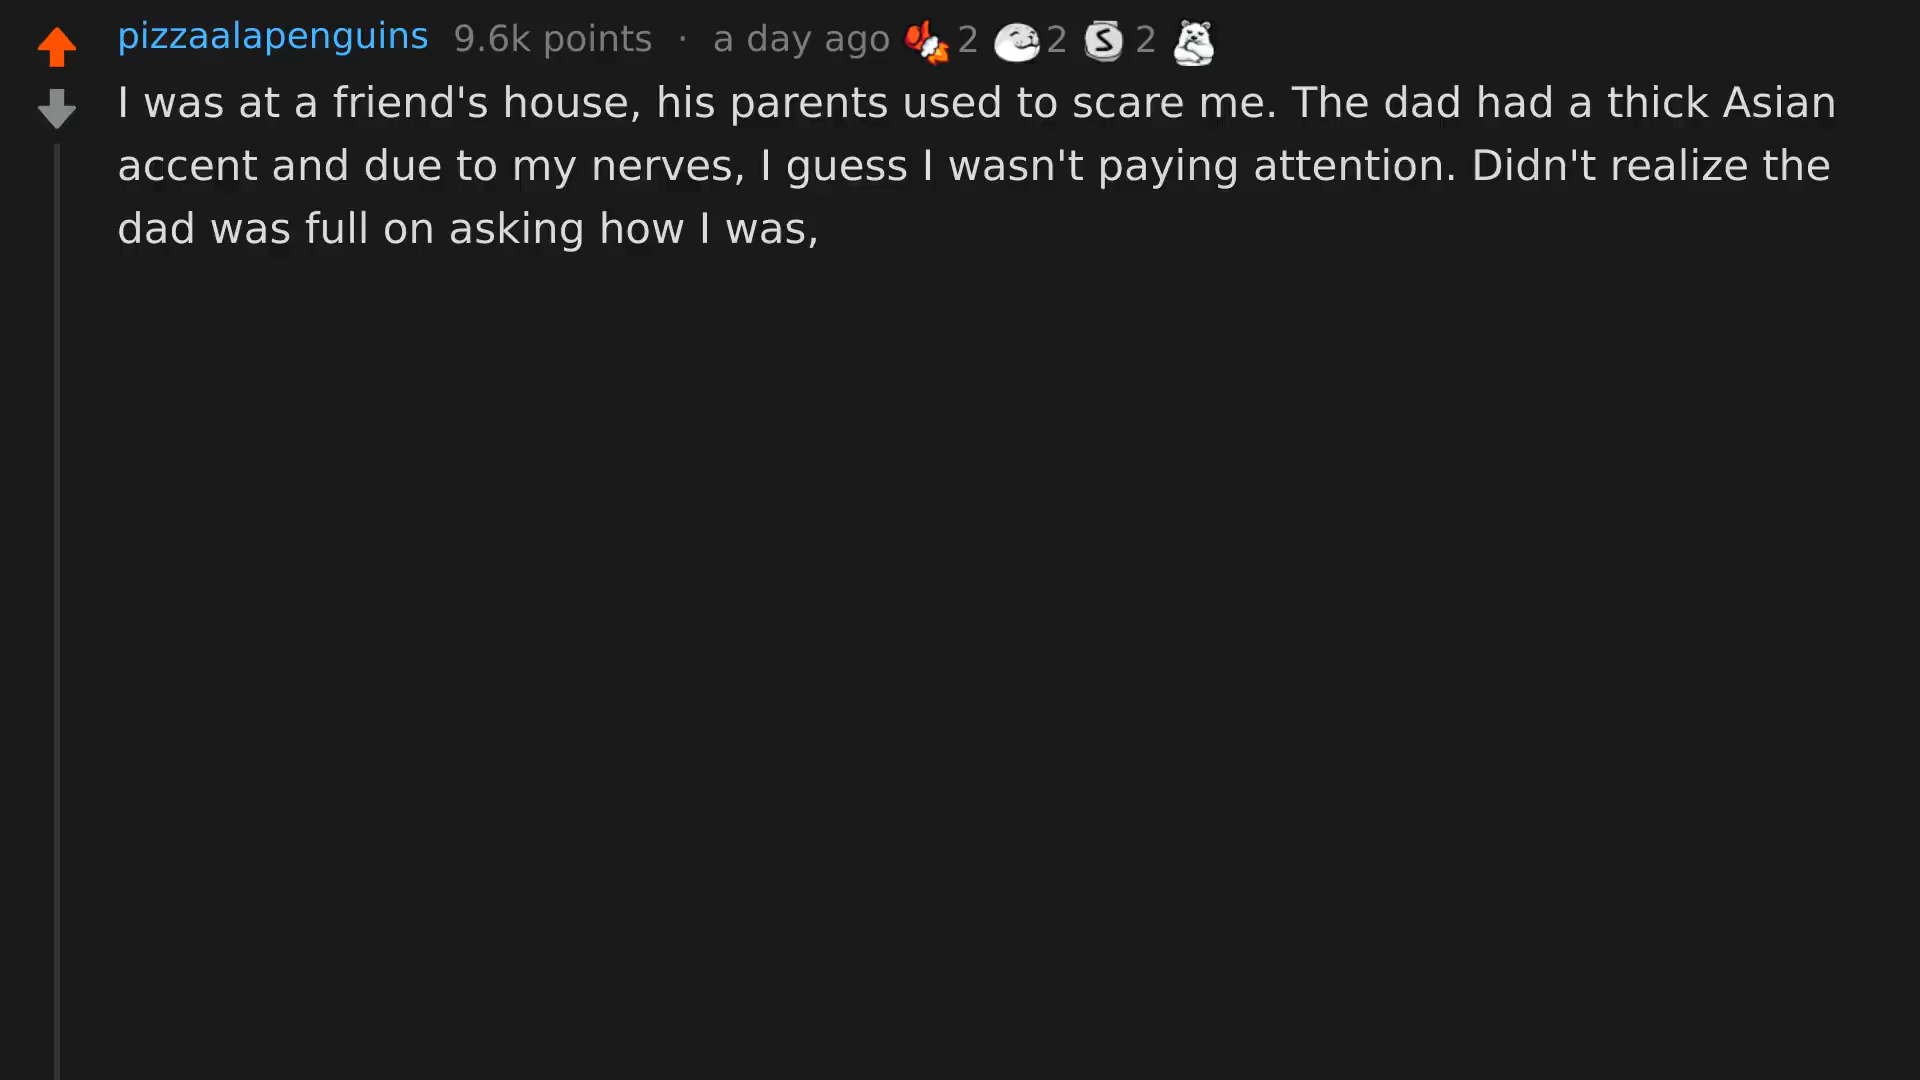 pizzaalapenguins 9.6k points · a day ago 2 2 S 2
I was at a friend's house, his parents used to scare me. The dad had a thick Asian
accent and due to my nerves, I guess I wasn't paying attention. Didn't realize the
dad was full on asking how I was,